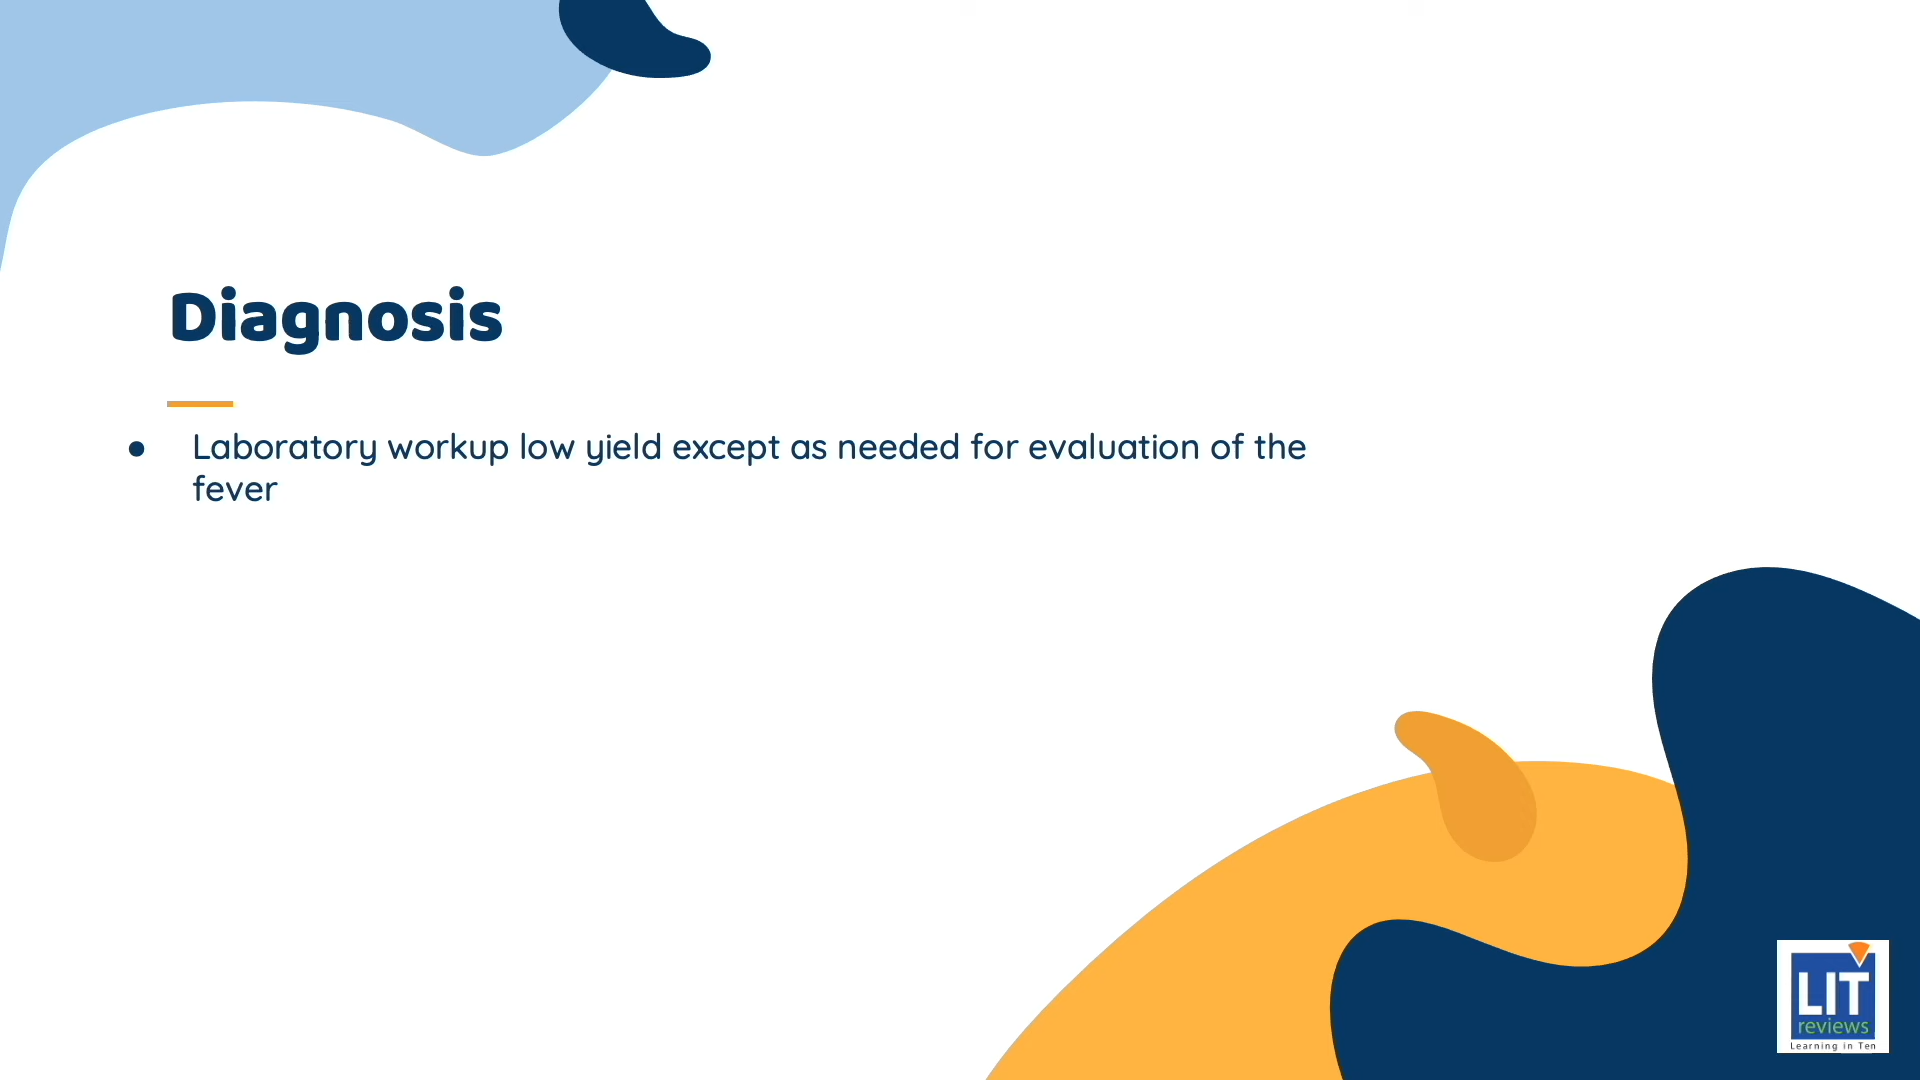 Diagnosis
● Laboratory workup low yield except as needed for evaluation of the
fever
LIT
reviews
Learning in Ten